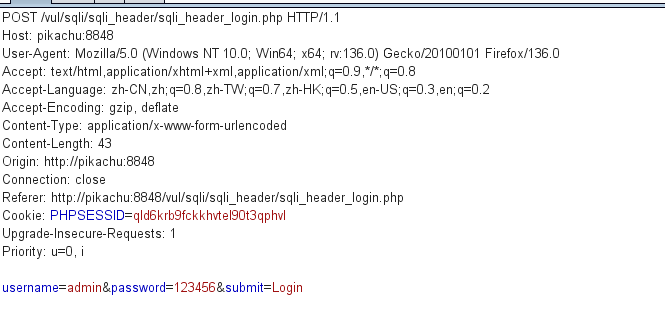 POST /vul/sqli/sqli_header/sqli_header_login.php HTTP/1.1
Host: pikachu:8848
User-Agent: Mozilla/5.0 (Windows NT 10.0; Win64; x64; rv:136.0) Gecko/20100101 Firefox/136.0
Accept: text/html,application/xhtml+xml,application/xml;q=0.9,*/*;q=0.8
Accept-Language: zh-CN,zh;q=0.8,zh-TW;q=0.7,zh-HK;q=0.5,en-US;q=0.3,en;q=0.2
Accept-Encoding: gzip, deflate
Content-Type: application/x-www-form-urlencoded
Content-Length: 43
Origin: http://pikachu:8848
Connection: close
Referer: http://pikachu:8848/vul/sqli/sqli_header/sqli_header_login.php
Cookie: PHPSESSID=qld6krb9fckkhvtel90t3qphvl
Upgrade-Insecure-Requests: 1
Priority: u=0, i
username=admin&password=123456&submit=Login